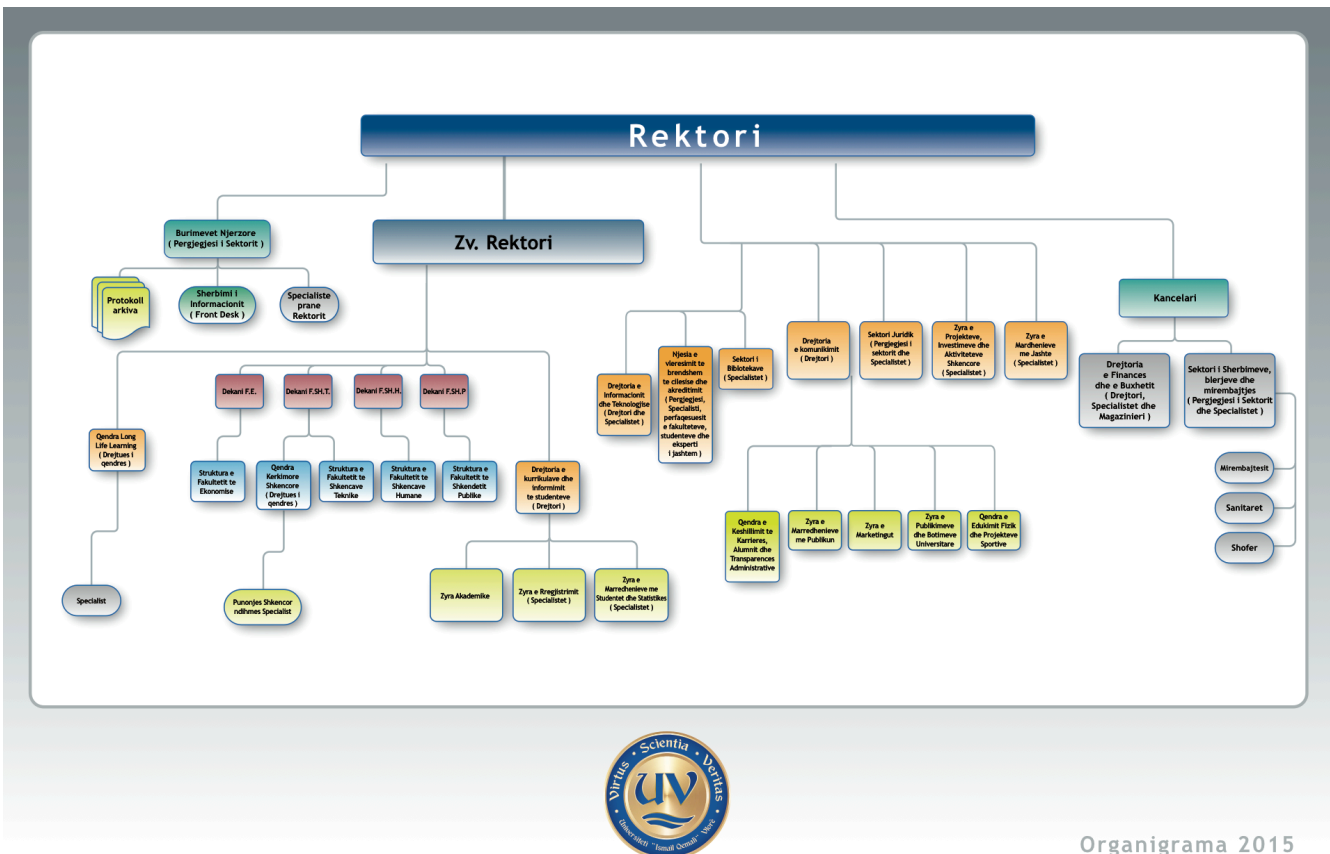 Rektori
Burimevet Njerzore
( Pergjegjesi i Sektorit )
Zv. Rektori
Protokoll
arkiva
Sherbimi i
Informacionit
( Front Desk )
Specialiste
prane
Rektorit
Kancelari
Drejtoria e
Informacionit
dhe Teknologjise
( Drejtori dhe
Specialistet )
Njesia e
vleresimit te
brendshem
te cilesise dhe
akreditimit
( Pergjegjesi,
Specialisti,
perfaqesuesit
e fakulteteve,
studenteve dhe
eksperti
i jashtem )
Sektori i
Bibliotekave
( Specialistet )
Drejtoria
e komunikimit
( Drejtori )
Sektori Juridik
( Pergjegjesi i
sektorit dhe
Specialistet )
Zyra e
Projekteve,
Investimeve dhe
Aktiviteteve
Shkencore
( Specialistet )
Zyra e
Mardhenieve
me Jashte
( Specialistet )
Drejtoria
e Finances
dhe e Buxhetit
( Drejtori,
Specialistet dhe
Magazinieri )
Sektori i Sherbimeve,
blerjeve dhe
mirembajtjes
( Pergjegjesi i Sektorit
dhe Specialistet )
Dekani F.E.
Dekani F.SH.T.
Dekani F.SH.H.
Dekani F.SH.P
Qendra Long
Life Learning
( Drejtues i
qendres )
Struktura e
Fakultetit te
Ekonomise
Qendra
Kerkimore
Shkencore
( Drejtues i
qendres )
Struktura e
Fakultetit te
Shkencave
Teknike
Struktura e
Fakultetit te
Shkencave
Humane
Struktura e
Fakultetit te
Shkendetit
Publike
Drejtoria e
kurrikulave dhe
informimit
te studenteve
( Drejtori )
Mirembajtesit
Sanitaret
Shofer
Qendra e
Keshillimit te
Karrieres,
Alumnit dhe
Transparences
Administrative
Zyra e
Marredhenieve
me Publikun
Zyra e
Marketingut
Zyra e
Publikimeve
dhe Botimeve
Universitare
Qendra e
Edukimit Fizik
dhe Projekteve
Sportive
Specialist
Punonjes Shkencor
ndihmes Specialist
Zyra Akademike
Zyra e Rregjistrimit
( Specialistet )
Zyra e
Marredhenieve me
Studentet dhe Statistikes
( Specialistet )
Virtus • Scientia • Veritas
UV
Universiteti "Ismail Qemali" Vlorë
Organigrama 2015